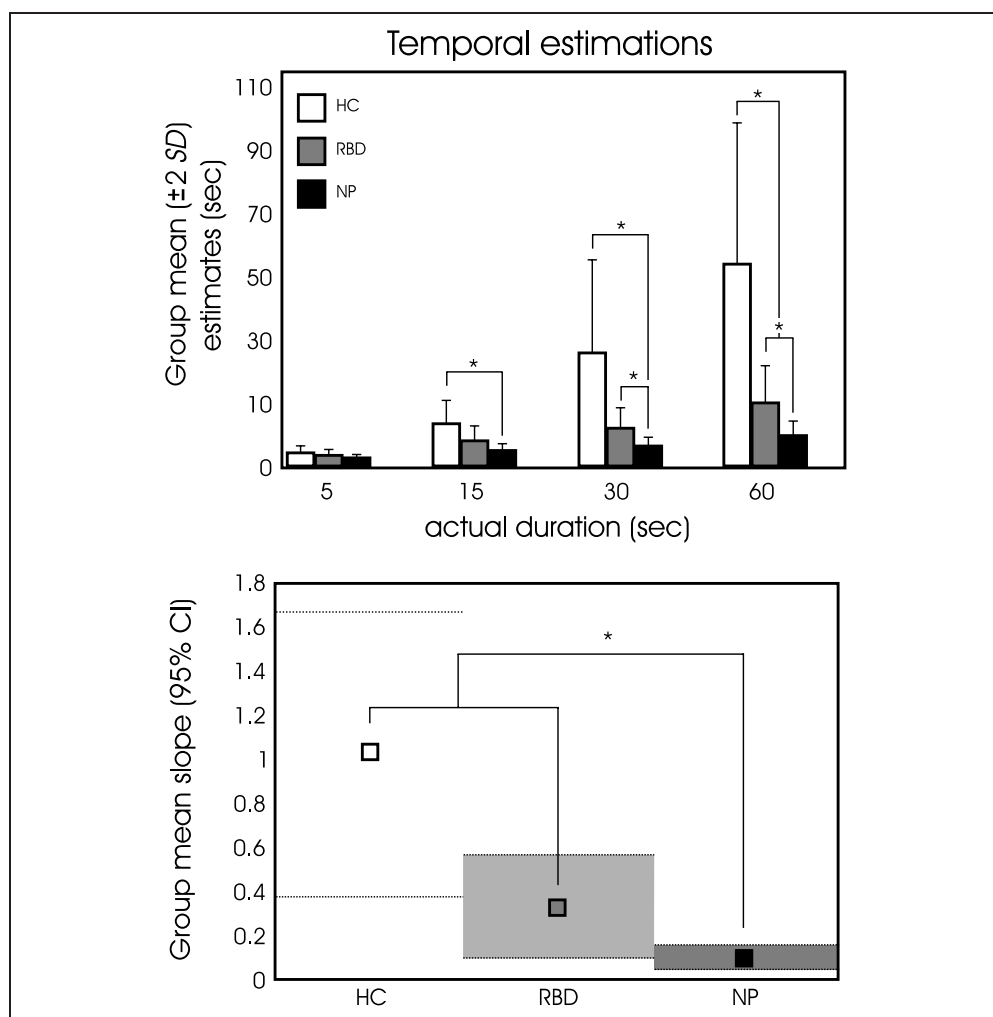 Temporal estimations
Group mean (±2 SD)
estimates (sec)
110
90
70
50
30
10
0
HC
RBD
NP
*
*
*
*
*
5 15 30 60
actual duration (sec)
Group mean slope (95% CI)
1.8
1.6
1.4
1.2
1
0.8
0.6
0.4
0.2
0
*
HC RBD NP